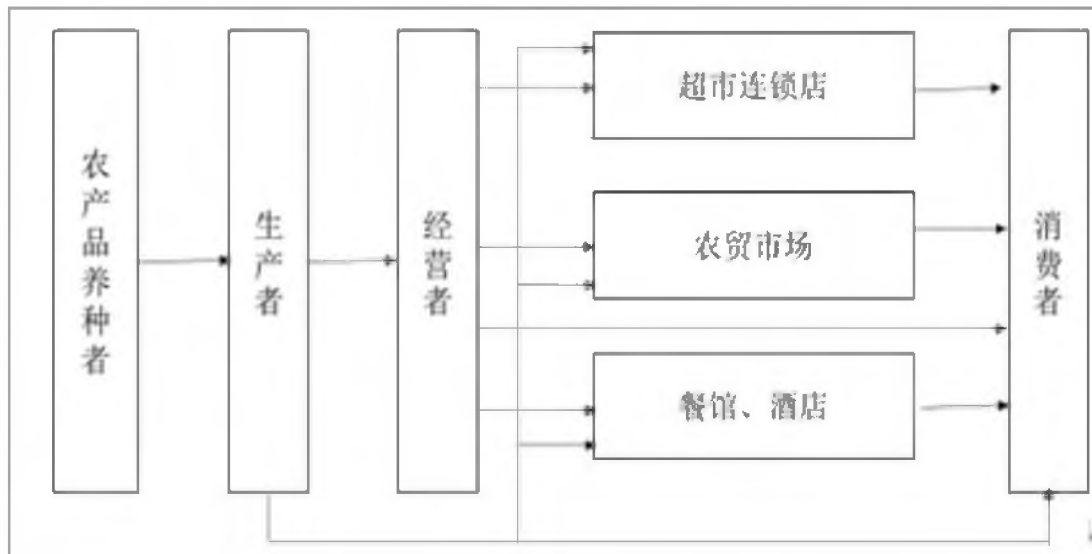 农产品养种者
生产者
经营者
超市连锁店
农贸市场
餐馆、酒店
消费者